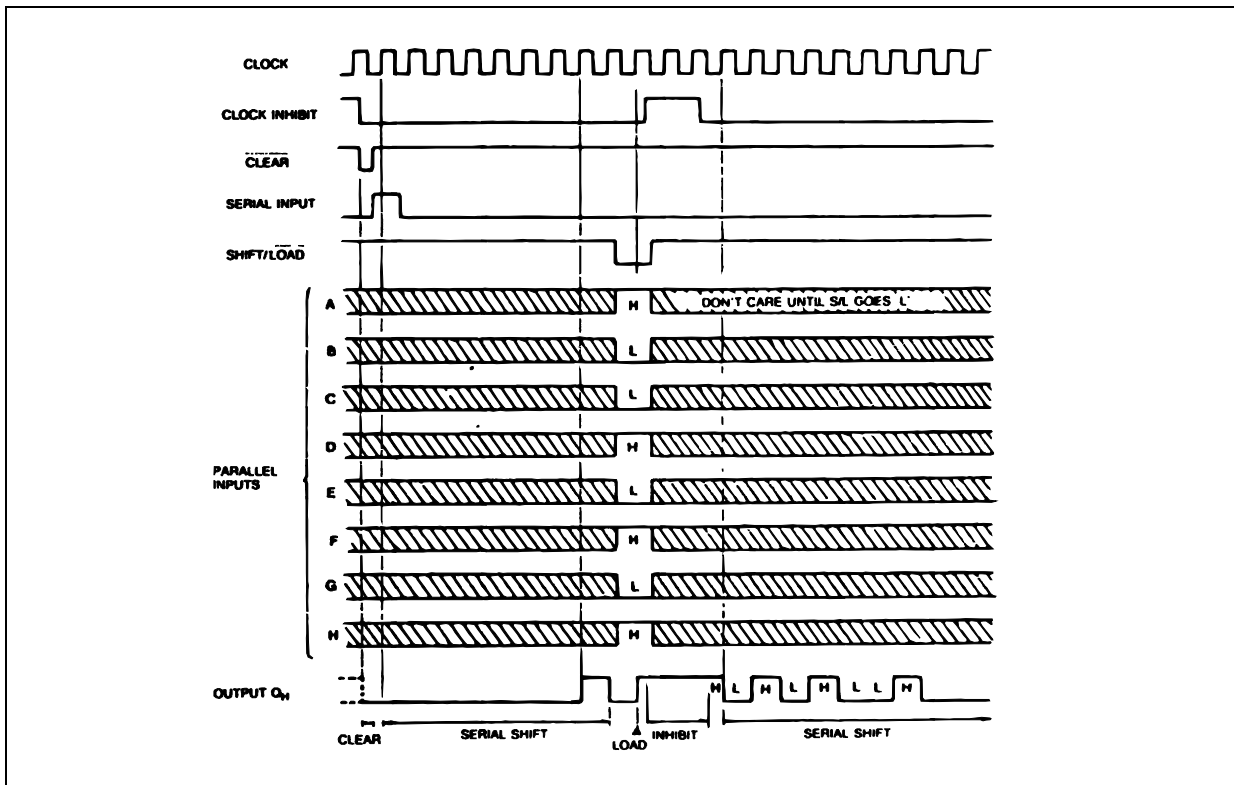 CLOCK
CLOCK INHIBIT
CLEAR
SERIAL INPUT
SHIFT/LOAD
A H DON'T CARE UNTIL S/L GOES L
B L
C L
D H
PARALLEL INPUTS
E L
F H
G L
H H
OUTPUT QH H L H L H L L H
CLEAR SERIAL SHIFT LOAD INHIBIT SERIAL SHIFT